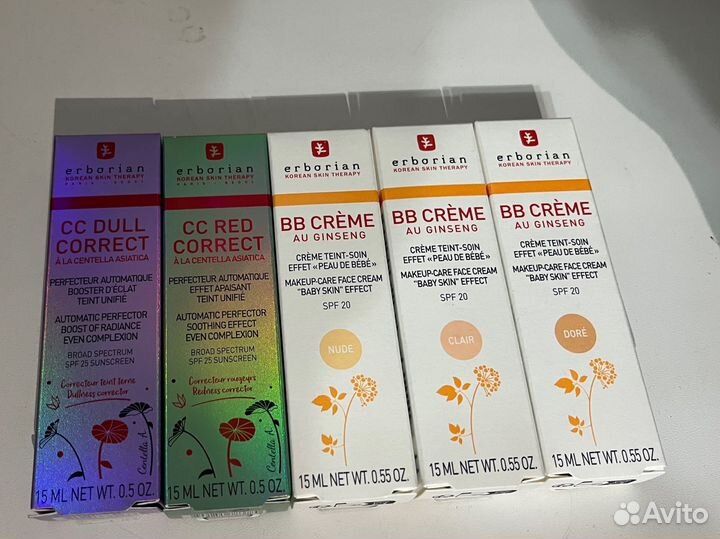 erborian
KOREAN SKIN THERAPY
PARIS SEOUL
CC DULL
CORRECT
À LA CENTELLA ASIATICA
PERFECTEUR AUTOMATIQUE
BOOSTER D'ÉCLAT
TEINT UNIFIÉ
AUTOMATIC PERFECTOR
BOOST OF RADIANCE
EVEN COMPLEXION
BROAD SPECTRUM
SPF 25 SUNSCREEN
Correcteur teint terne
Dullness corrector
Centella A.
15 ML NET WT. 0.5 OZ.
erborian
KOREAN SKIN THERAPY
PARIS SEOUL
CC RED
CORRECT
À LA CENTELLA ASIATICA
PERFECTEUR AUTOMATIQUE
EFFET APAISANT
TEINT UNIFIÉ
AUTOMATIC PERFECTOR
SOOTHING EFFECT
EVEN COMPLEXION
BROAD SPECTRUM
SPF 25 SUNSCREEN
Correcteur rougeurs
Redness corrector
Centella A.
15 ML NET WT. 0.5 OZ.
erborian
KOREAN SKIN THERAPY
BB CRÈME
AU GINSENG
CRÈME TEINT-SOIN
EFFET «PEAU DE BÉBÉ»
MAKEUP-CARE FACE CREAM
"BABY SKIN" EFFECT
SPF 20
NUDE
15 ML NET WT. 0.55 OZ.
erborian
KOREAN SKIN THERAPY
BB CRÈME
AU GINSENG
CRÈME TEINT-SOIN
EFFET «PEAU DE BÉBÉ»
MAKEUP-CARE FACE CREAM
"BABY SKIN" EFFECT
SPF 20
CLAIR
15 ML NET WT. 0.55 OZ.
erborian
KOREAN SKIN THERAPY
BB CRÈME
AU GINSENG
CRÈME TEINT-SOIN
EFFET «PEAU DE BÉBÉ»
MAKEUP-CARE FACE CREAM
"BABY SKIN" EFFECT
SPF 20
DORÉ
15 ML NET WT. 0.55 OZ.
Avito